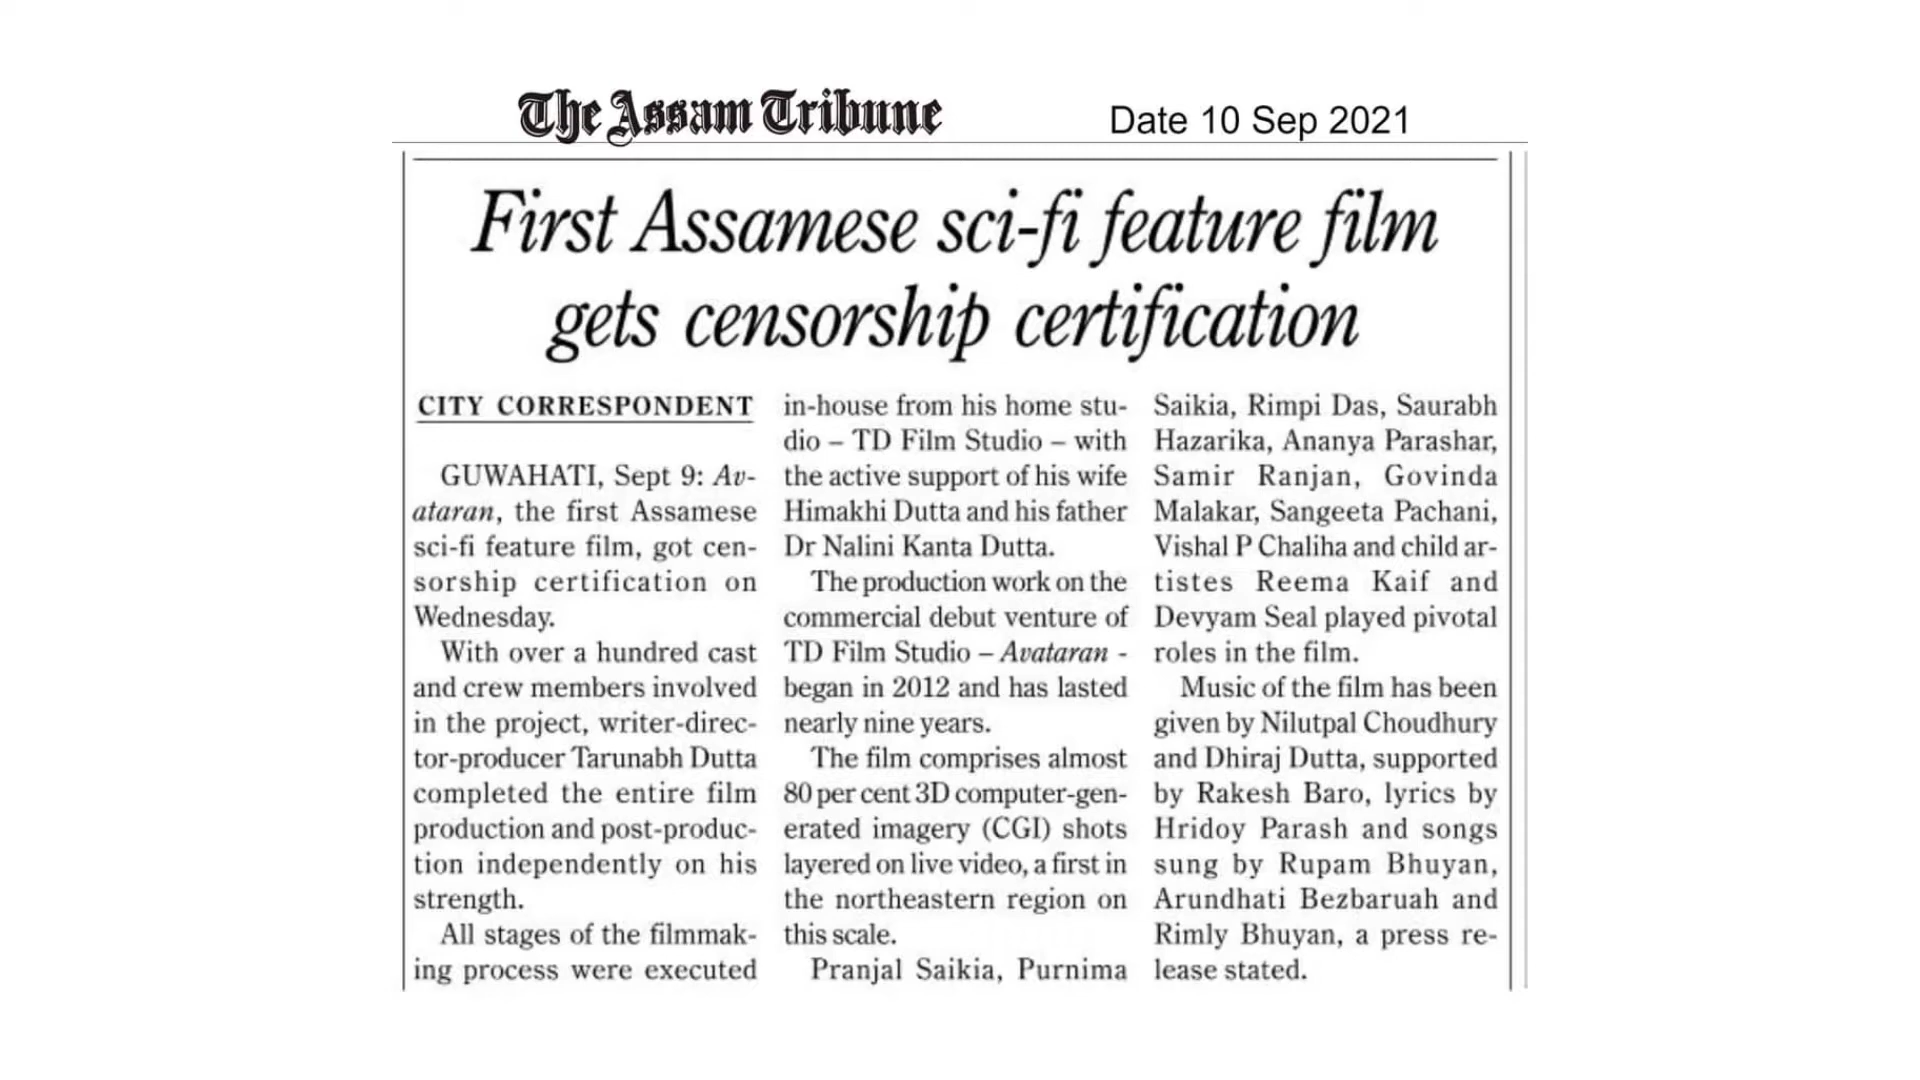 The Assam Tribune
Date 10 Sep 2021
First Assamese sci-fi feature film
gets censorship certification
CITY CORRESPONDENT
GUWAHATI, Sept 9: Av-
ataran, the first Assamese
sci-fi feature film, got cen-
sorship certification on
Wednesday.
With over a hundred cast
and crew members involved
in the project, writer-direc-
tor-producer Tarunabh Dutta
completed the entire film
production and post-produc-
tion independently on his
strength.
All stages of the filmmak-
ing process were executed
in-house from his home stu-
dio – TD Film Studio – with
the active support of his wife
Himakhi Dutta and his father
Dr Nalini Kanta Dutta.
The production work on the
commercial debut venture of
TD Film Studio – Avataran -
began in 2012 and has lasted
nearly nine years.
The film comprises almost
80 per cent 3D computer-gen-
erated imagery (CGI) shots
layered on live video, a first in
the northeastern region on
this scale.
Pranjal Saikia, Purnima
Saikia, Rimpi Das, Saurabh
Hazarika, Ananya Parashar,
Samir Ranjan, Govinda
Malakar, Sangeeta Pachani,
Vishal P Chaliha and child ar-
tistes Reema Kaif and
Devyam Seal played pivotal
roles in the film.
Music of the film has been
given by Nilutpal Choudhury
and Dhiraj Dutta, supported
by Rakesh Baro, lyrics by
Hridoy Parash and songs
sung by Rupam Bhuyan,
Arundhati Bezbaruah and
Rimly Bhuyan, a press re-
lease stated.